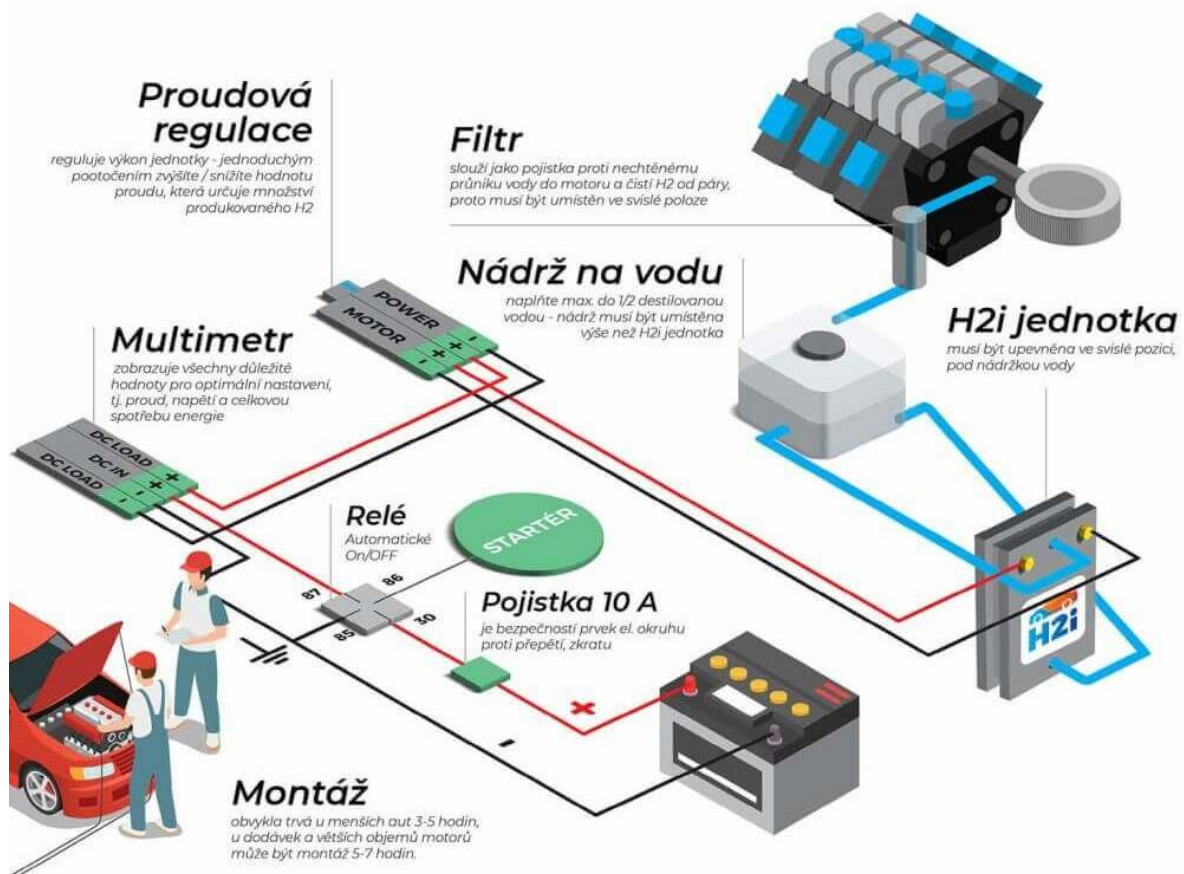 Proudová
regulace
reguluje výkon jednotky - jednoduchým
pootočením zvýšíte / snížíte hodnotu
proudu, která určuje množství
produkovaného H2
Filtr
slouží jako pojistka proti nechtěnému
průniku vody do motoru a čistí H2 od páry,
proto musí být umístěn ve svislé poloze
Nádrž na vodu
naplňte max. do 1/2 destilovanou
vodou - nádrž musí být umístěna
výše než H2i jednotka
H2i jednotka
musí být upevněna ve svislé pozici,
pod nádržkou vody
POWER
MOTOR
- + + -
Multimetr
zobrazuje všechny důležité
hodnoty pro optimální nastavení,
tj. proud, napětí a celkovou
spotřebu energie
DC LOAD
DC IN
DC LOAD
- - + +
Relé
Automatické
On/OFF
STARTÉR
87
86
85
30
Pojistka 10 A
je bezpečností prvek el. okruhu
proti přepětí, zkratu
+
-
H2i
Montáž
obvykla trvá u menších aut 3-5 hodin,
u dodávek a větších objemů motorů
může být montáž 5-7 hodin.